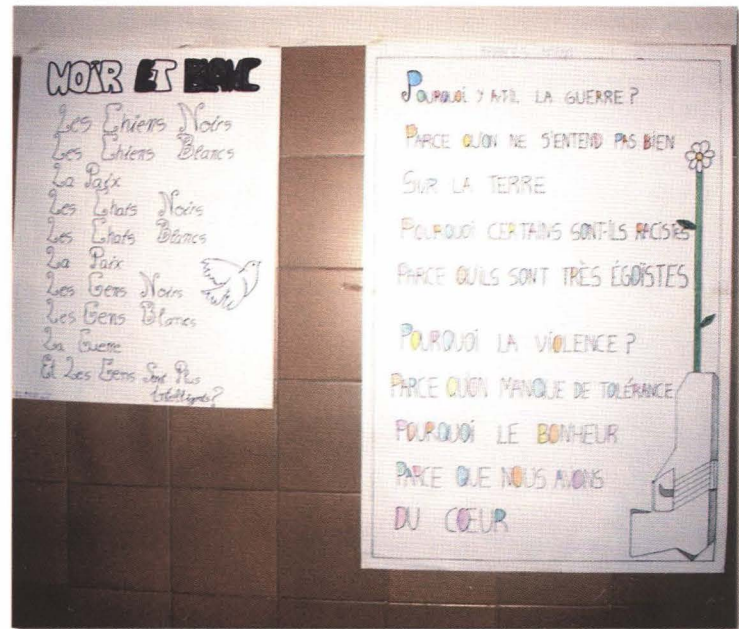 NOIR ET BLANC
Les Chiens Noirs
Les Chiens Blancs
La Paix
Les Chats Noirs
Les Chats Blancs
La Paix
Les Gens Noirs
Les Gens Blancs
La Guerre
Et Les Gens Sont Plus
Intelligents?
POURQUOI Y A-T-IL LA GUERRE?
PARCE QU'ON NE S'ENTEND PAS BIEN
SUR LA TERRE
POURQUOI CERTAINS SONT-ILS RACISTES
PARCE QU'ILS SONT TRÈS ÉGOÏSTES
POURQUOI LA VIOLENCE?
PARCE QU'ON MANQUE DE TOLÉRANCE
POURQUOI LE BONHEUR
PARCE QUE NOUS AVONS
DU CŒUR